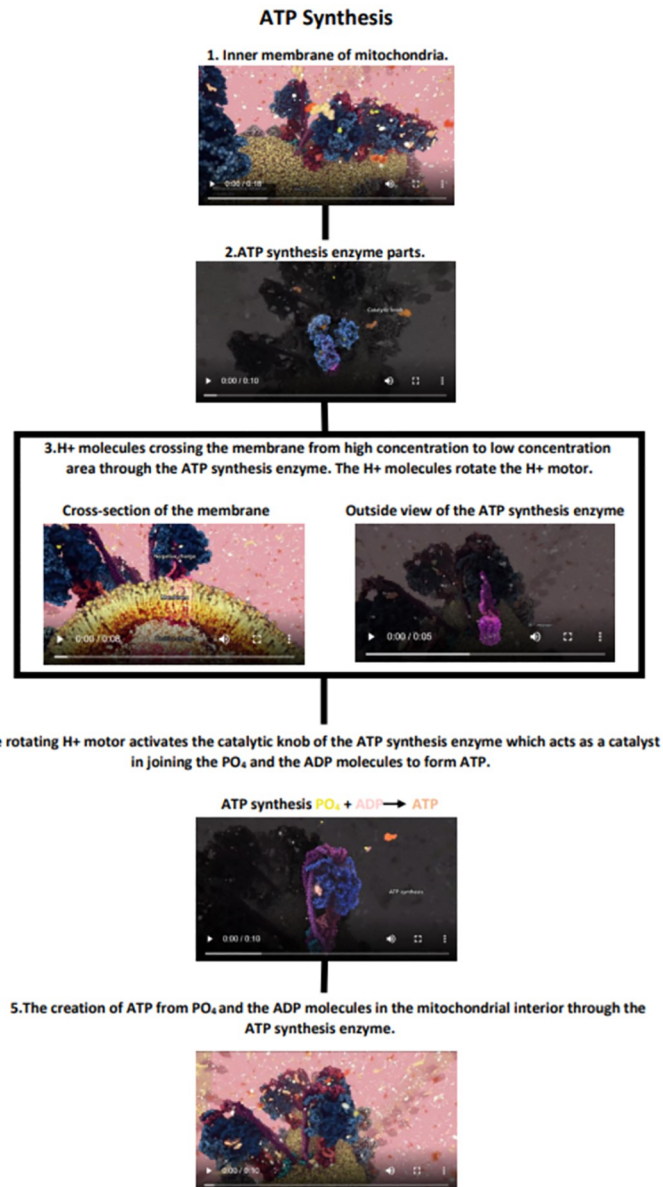 ATP Synthesis
1. Inner membrane of mitochondria.
0:00 / 0:18
2.ATP synthesis enzyme parts.
Catalytic knob
0:00 / 0:10
3.H+ molecules crossing the membrane from high concentration to low concentration
area through the ATP synthesis enzyme. The H+ molecules rotate the H+ motor.
Cross-section of the membrane
Outside view of the ATP synthesis enzyme
Negative charge
Membrane
0:00 / 0:08
0:00 / 0:05
rotating H+ motor activates the catalytic knob of the ATP synthesis enzyme which acts as a catalyst
in joining the PO₄ and the ADP molecules to form ATP.
ATP synthesis PO₄ + ADP→ ATP
ATP synthesis
0:00 / 0:10
5.The creation of ATP from PO₄ and the ADP molecules in the mitochondrial interior through the
ATP synthesis enzyme.
0:00 / 0:10